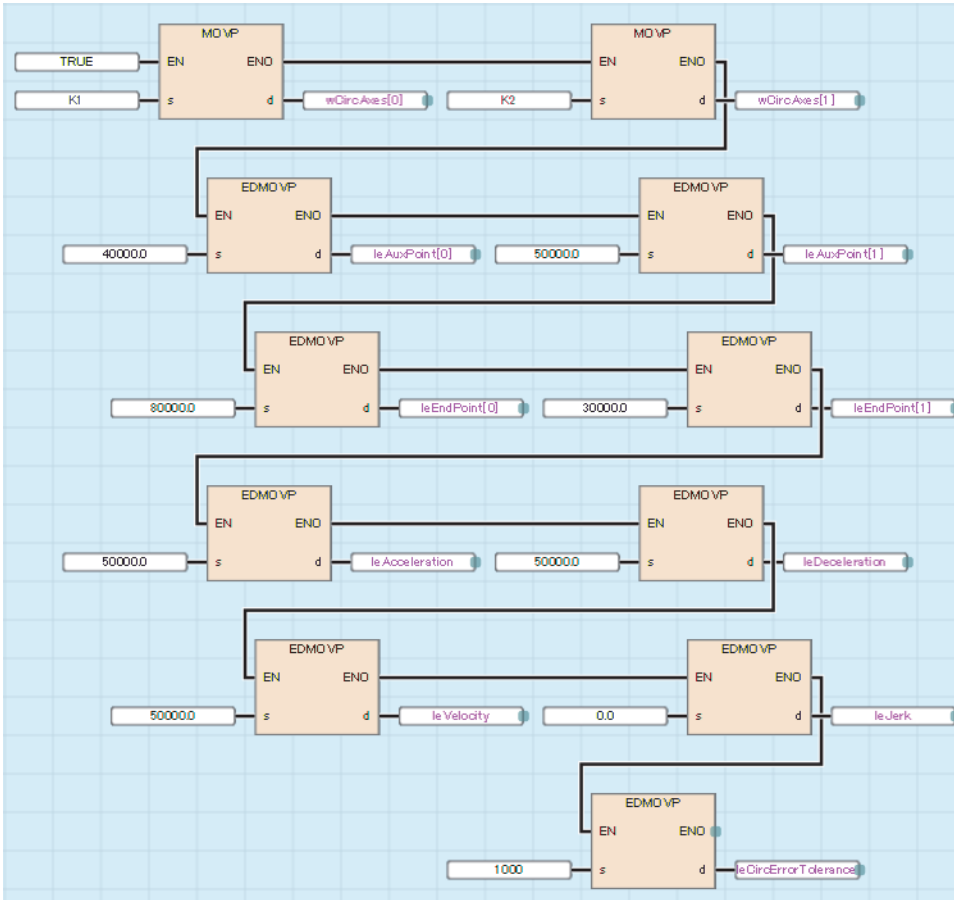 MOVP MOVP
TRUE EN ENO EN ENO
K1 s d wCircAxes[0] K2 s d wCircAxes[1]
EDMOVP EDMOVP
EN ENO EN ENO
40000.0 s d leAuxPoint[0] 50000.0 s d leAuxPoint[1]
EDMOVP EDMOVP
EN ENO EN ENO
80000.0 s d leEndPoint[0] 30000.0 s d leEndPoint[1]
EDMOVP EDMOVP
EN ENO EN ENO
50000.0 s d leAcceleration 50000.0 s d leDeceleration
EDMOVP EDMOVP
EN ENO EN ENO
50000.0 s d leVelocity 0.0 s d leJerk
EDMOVP
EN ENO
1000 s d leCircErrorTolerance